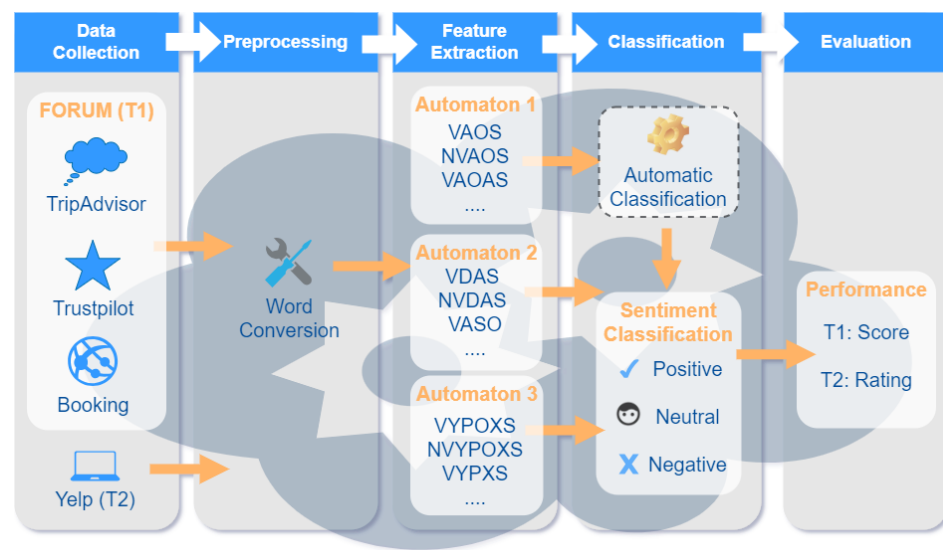 Data
Collection
Preprocessing
Feature
Extraction
Classification
Evaluation
FORUM (T1)
TripAdvisor
Trustpilot
Booking
Yelp (T2)
Word
Conversion
Automaton 1
VAOS
NVAOS
VAOAS
....
Automaton 2
VDAS
NVDAS
VASO
....
Automaton 3
VYPOXS
NVYPOXS
VYPXS
....
Automatic
Classification
Sentiment
Classification
Positive
Neutral
Negative
Performance
T1: Score
T2: Rating